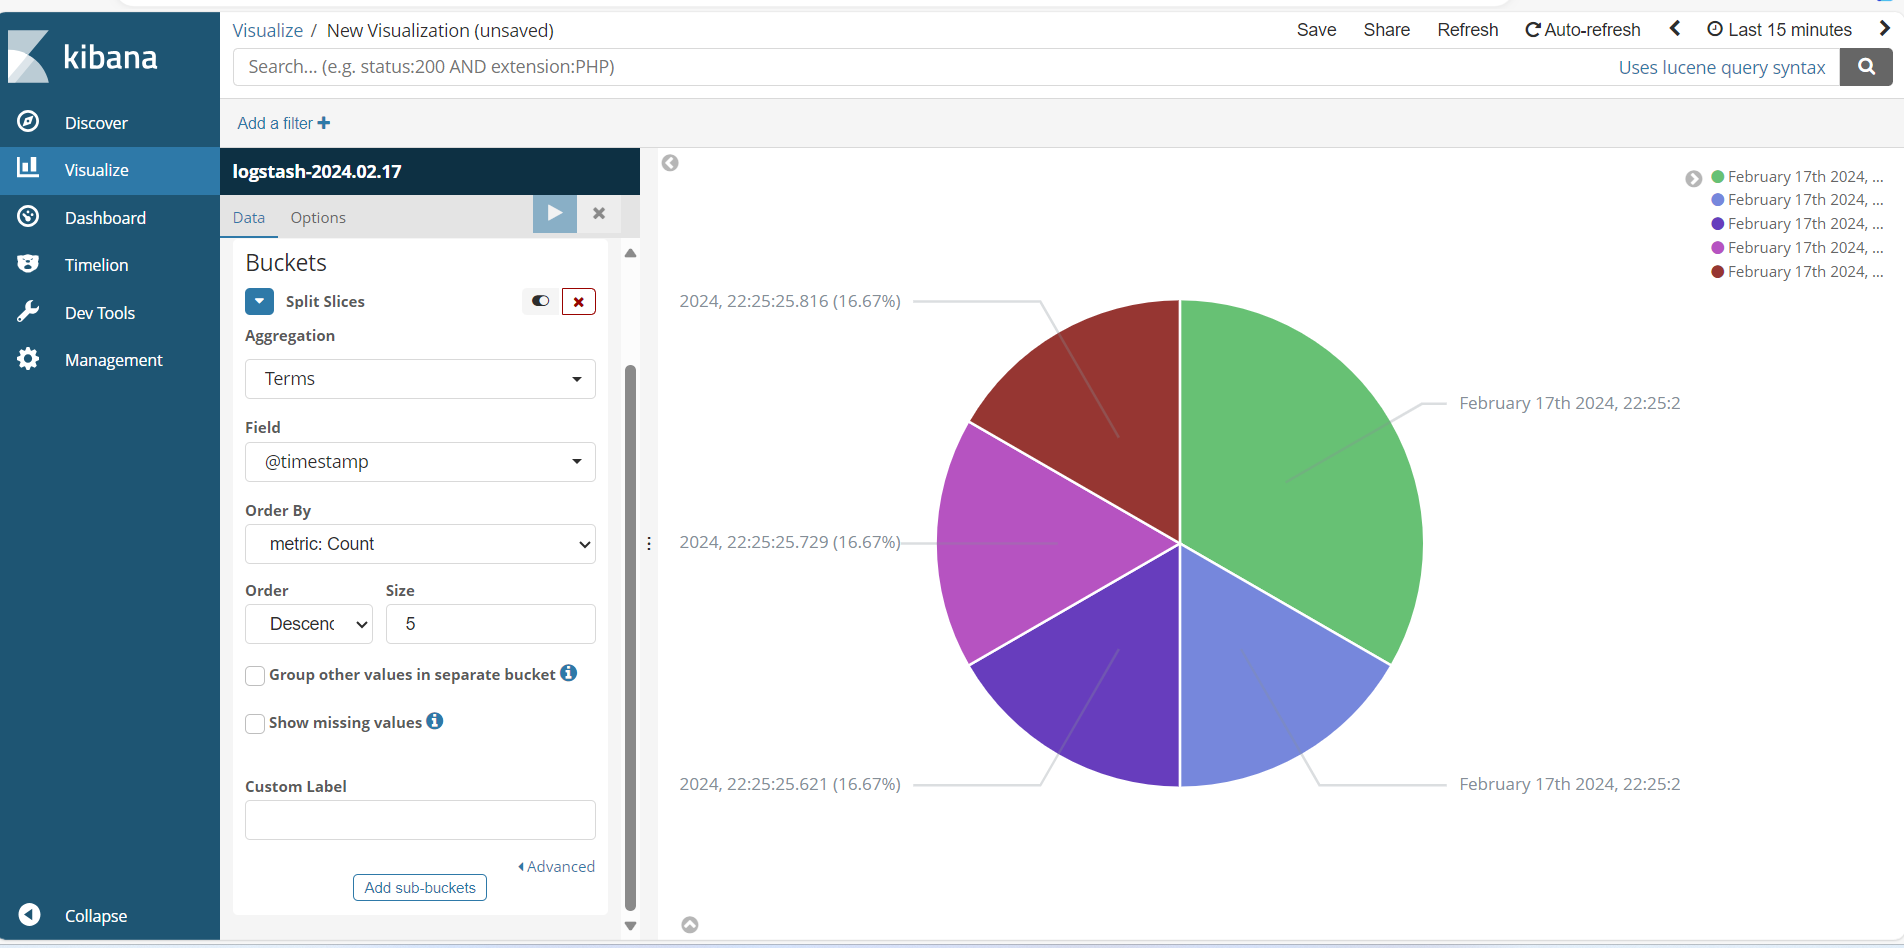 kibana
Discover
Visualize
Dashboard
Timelion
Dev Tools
Management
Collapse
Visualize / New Visualization (unsaved)
Save Share Refresh Auto-refresh Last 15 minutes
Search... (e.g. status:200 AND extension:PHP) Uses lucene query syntax
Add a filter
logstash-2024.02.17
Data Options
Buckets
Split Slices
Aggregation
Terms
Field
@timestamp
Order By
metric: Count
Order Size
Descenc 5
Group other values in separate bucket
Show missing values
Custom Label
Advanced
Add sub-buckets
February 17th 2024, ...
February 17th 2024, ...
February 17th 2024, ...
February 17th 2024, ...
February 17th 2024, ...
2024, 22:25:25.816 (16.67%)
February 17th 2024, 22:25:2
2024, 22:25:25.729 (16.67%)
2024, 22:25:25.621 (16.67%)
February 17th 2024, 22:25:2